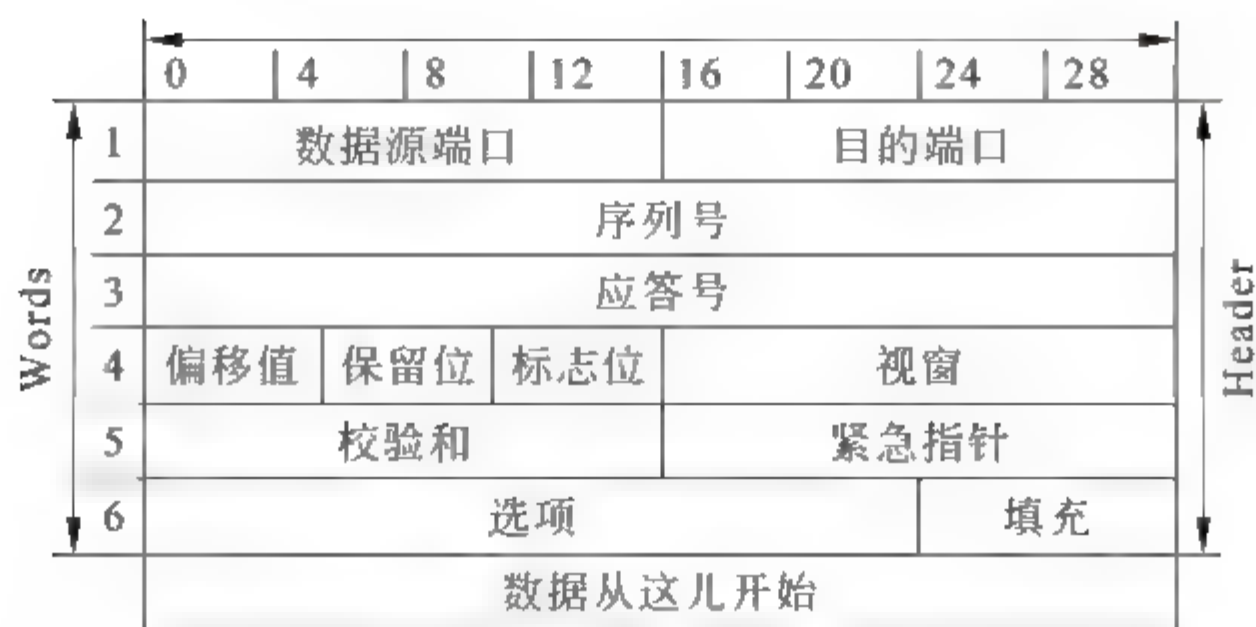 0 4 8 12 16 20 24 28
1 数据源端口 目的端口
2 序列号
3 应答号
4 偏移值 保留位 标志位 视窗
5 校验和 紧急指针
6 选项 填充
数据从这儿开始
Words
Header